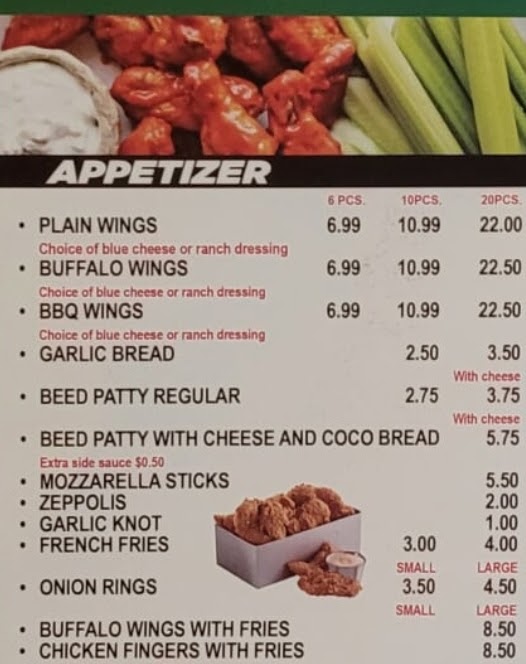 APPETIZER
6 PCS. 10PCS. 20PCS.
• PLAIN WINGS 6.99 10.99 22.00
Choice of blue cheese or ranch dressing
• BUFFALO WINGS 6.99 10.99 22.50
Choice of blue cheese or ranch dressing
• BBQ WINGS 6.99 10.99 22.50
Choice of blue cheese or ranch dressing
• GARLIC BREAD 2.50 3.50
With cheese
• BEED PATTY REGULAR 2.75 3.75
With cheese
• BEED PATTY WITH CHEESE AND COCO BREAD 5.75
Extra side sauce $0.50
• MOZZARELLA STICKS 5.50
• ZEPPOLIS 2.00
• GARLIC KNOT 1.00
• FRENCH FRIES 3.00 4.00
SMALL LARGE
• ONION RINGS 3.50 4.50
SMALL LARGE
• BUFFALO WINGS WITH FRIES 8.50
• CHICKEN FINGERS WITH FRIES 8.50